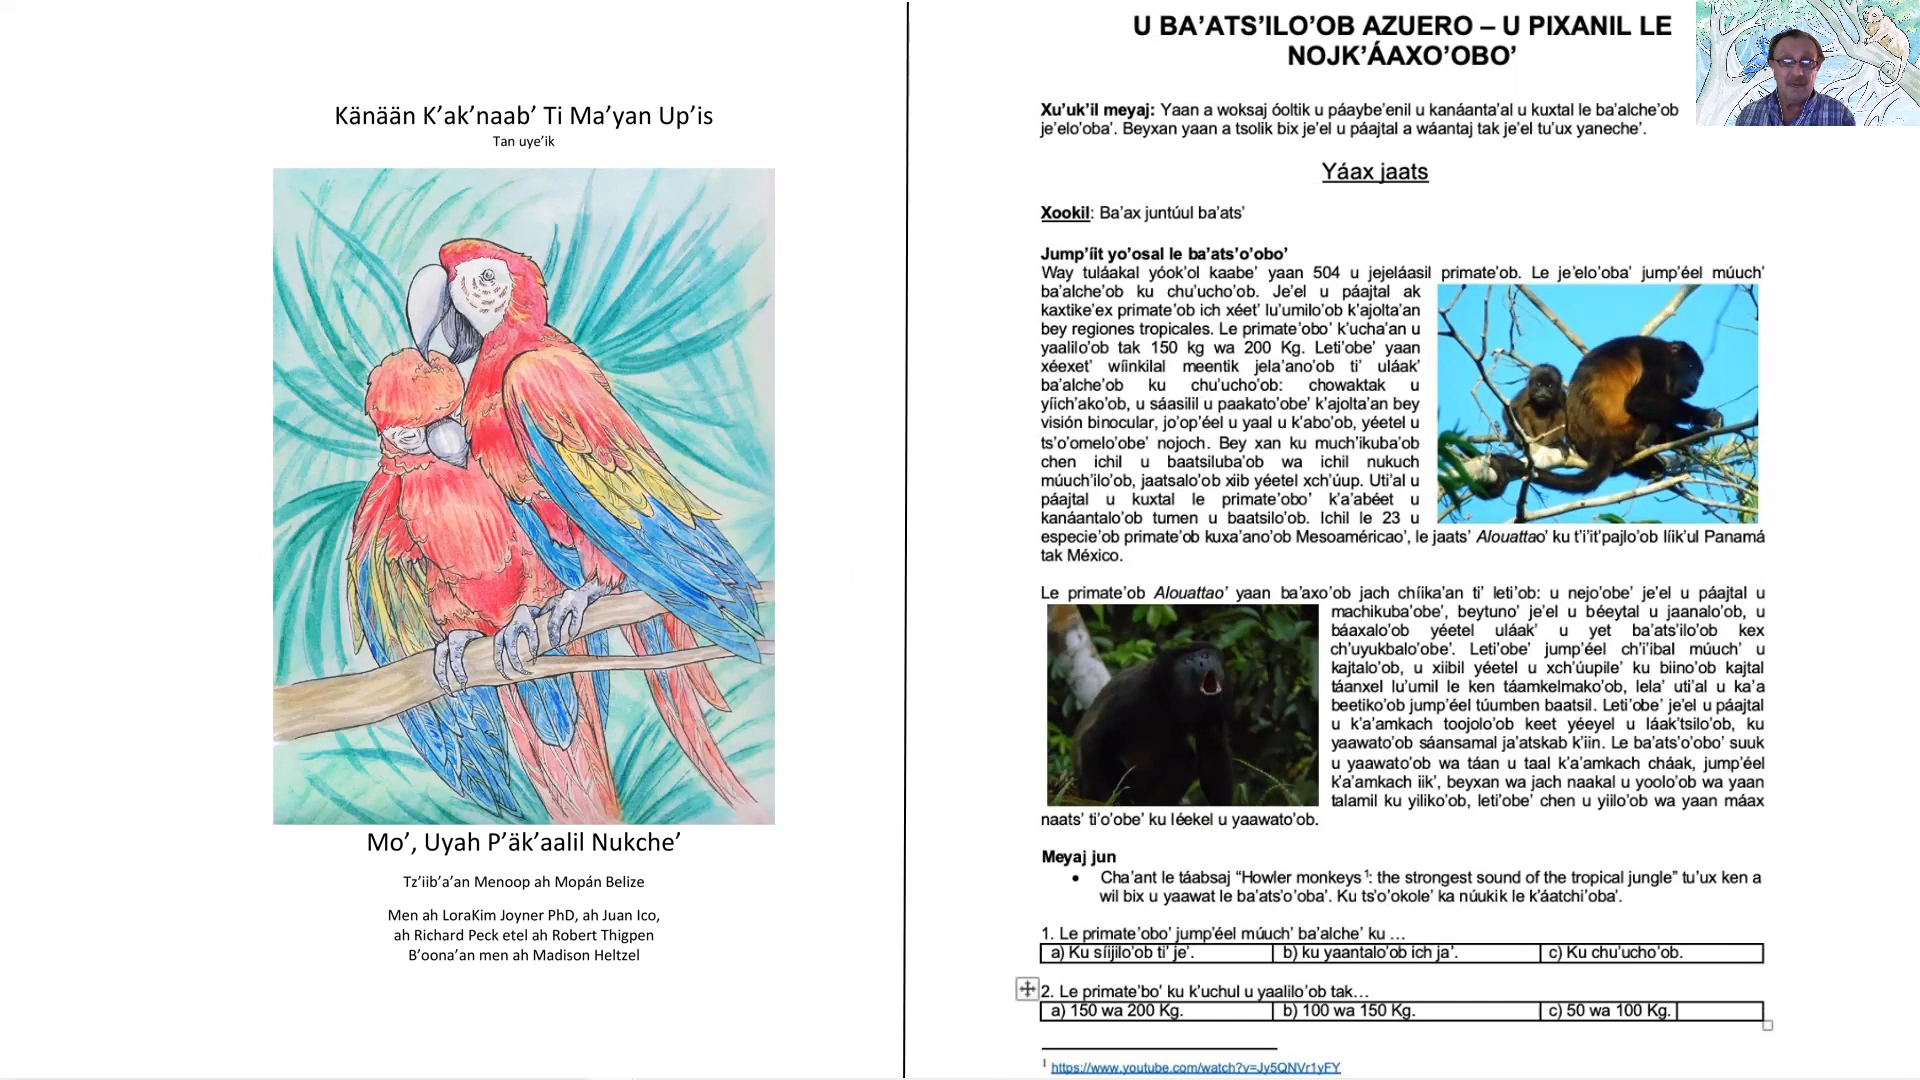 Känään K’ak’naab’ Ti Ma’yan Up’is
Tan uye’ik
Mo’, Uyah P’äk’aalil Nukche’
Tz’iib’a’an Menoop ah Mopán Belize
Men ah LoraKim Joyner PhD, ah Juan Ico,
ah Richard Peck etel ah Robert Thigpen
B’oona’an men ah Madison Heltzel
U BA’ATS’ILO’OB AZUERO – U PIXANIL LE
NOJK’ÁAXO’OBO’
Xu’uk’il meyaj: Yaan a woksaj óoltik u páaybe’enil u kanáanta’al u kuxtal le ba’alche’ob
je’elo’oba’. Beyxan yaan a tsolik bix je’el u páajtal a wáantaj tak je’el tu’ux yaneche’.
Yáax jaats
Xookil: Ba’ax juntúul ba’ats’
Jump’íit yo’osal le ba’ats’o’obo’
Way tuláakal yóok’ol kaabe’ yaan 504 u jejeláasil primate’ob. Le je’elo’oba’ jump’éel múuch’
ba’alche’ob ku chu’ucho’ob. Je’el u páajtal ak
kaxtike’ex primate’ob ich xéet’ lu’umilo’ob k’ajolta’an
bey regiones tropicales. Le primate’obo’ k’ucha’an u
yaalilo’ob tak 150 kg wa 200 Kg. Leti’obe’ yaan
xéexet’ wíinkilal meentik jela’ano’ob ti’ uláak’
ba’alche’ob ku chu’ucho’ob: chowaktak u
yíich’ako’ob, u sáasilil u paakato’obe’ k’ajolta’an bey
visión binocular, jo’op’éel u yaal u k’abo’ob, yéetel u
ts’o’omelo’obe’ nojoch. Bey xan ku much’ikuba’ob
chen ichil u baatsiluba’ob wa ichil nukuch
múuch’ilo’ob, jaatsalo’ob xiib yéetel xch’úup. Uti’al u
páajtal u kuxtal le primate’obo’ k’a’abéet u
kanáantalo’ob tumen u baatsilo’ob. Ichil le 23 u
especie’ob primate’ob kuxa’ano’ob Mesoaméricao’, le jaats’ Alouattao’ ku t’i’it’pajlo’ob líik’ul Panamá
tak México.
Le primate’ob Alouattao’ yaan ba’axo’ob jach chíika’an ti’ leti’ob: u nejo’obe’ je’el u páajtal u
machikuba’obe’, beytuno’ je’el u béeytal u jaanalo’ob, u
báaxalo’ob yéetel uláak’ u yet ba’ats’ilo’ob kex
ch’uyukbalo’obe’. Leti’obe’ jump’éel ch’i’ibal múuch’ u
kajtalo’ob, u xiibil yéetel u xch’úupile’ ku biino’ob kajtal
táanxel lu’umil le ken táamkelmako’ob, lela’ uti’al u ka’a
beetiko’ob jump’éel túumben baatsil. Leti’obe’ je’el u páajtal
u k’a’amkach toojolo’ob keet yéeyel u láak’tsilo’ob, ku
yaawato’ob sáansamal ja’atskab k’iin. Le ba’ats’o’obo’ suuk
u yaawato’ob wa táan u taal k’a’amkach cháak, jump’éel
k’a’amkach iik’, beyxan wa jach naakal u yoolo’ob wa yaan
talamil ku yiliko’ob, leti’obe’ chen u yiilo’ob wa yaan máax
naats’ ti’o’obe’ ku léekel u yaawato’ob.
Meyaj jun
• Cha’ant le táabsaj “Howler monkeys¹: the strongest sound of the tropical jungle” tu’ux ken a
wil bix u yaawat le ba’ats’o’oba’. Ku ts’o’okole’ ka núukik le k’áatchi’oba’.
1. Le primate’obo’ jump’éel múuch’ ba’alche’ ku …
a) Ku síijilo’ob ti’ je’. b) ku yaantalo’ob ich ja’. c) Ku chu’ucho’ob.
2. Le primate’bo’ ku k’uchul u yaalilo’ob tak…
a) 150 wa 200 Kg. b) 100 wa 150 Kg. c) 50 wa 100 Kg.
¹ https://www.youtube.com/watch?v=Jy5QNVr1yFY